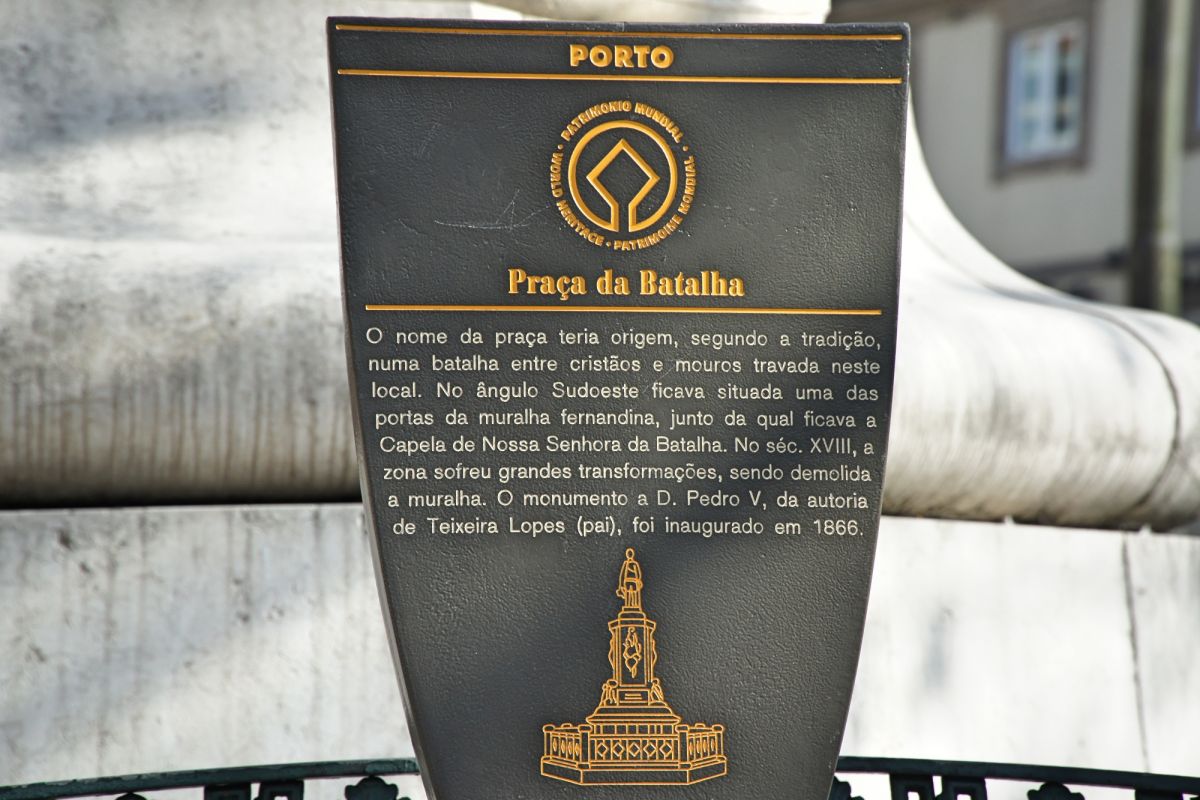 PORTO
PATRIMONIO MUNDIAL • WORLD HERITAGE • PATRIMOINE MONDIAL •
Praça da Batalha
O nome da praça teria origem, segundo a tradição,
numa batalha entre cristãos e mouros travada neste
local. No ângulo Sudoeste ficava situada uma das
portas da muralha fernandina, junto da qual ficava a
Capela de Nossa Senhora da Batalha. No séc. XVIII, a
zona sofreu grandes transformações, sendo demolida
a muralha. O monumento a D. Pedro V, da autoria
de Teixeira Lopes (pai), foi inaugurado em 1866.